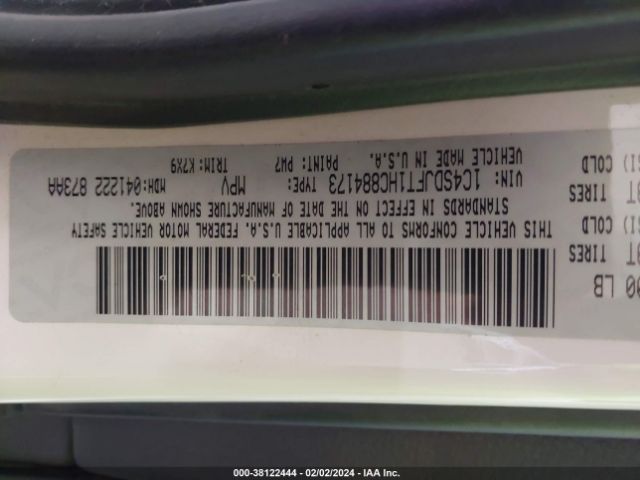 00 LB
TIRES
COLD
TIRES
COLD
THIS VEHICLE CONFORMS TO ALL APPLICABLE U.S.A. FEDERAL MOTOR VEHICLE SAFETY
STANDARDS IN EFFECT ON THE DATE OF MANUFACTURE SHOWN ABOVE.
VIN: 1C4SDJFT1HC884173 TYPE: MPV MDH:041222 873AA
VEHICLE MADE IN U.S.A. PAINT: PW7 TRIM:K7X9
000-38122444 - 02/02/2024 - IAA Inc.